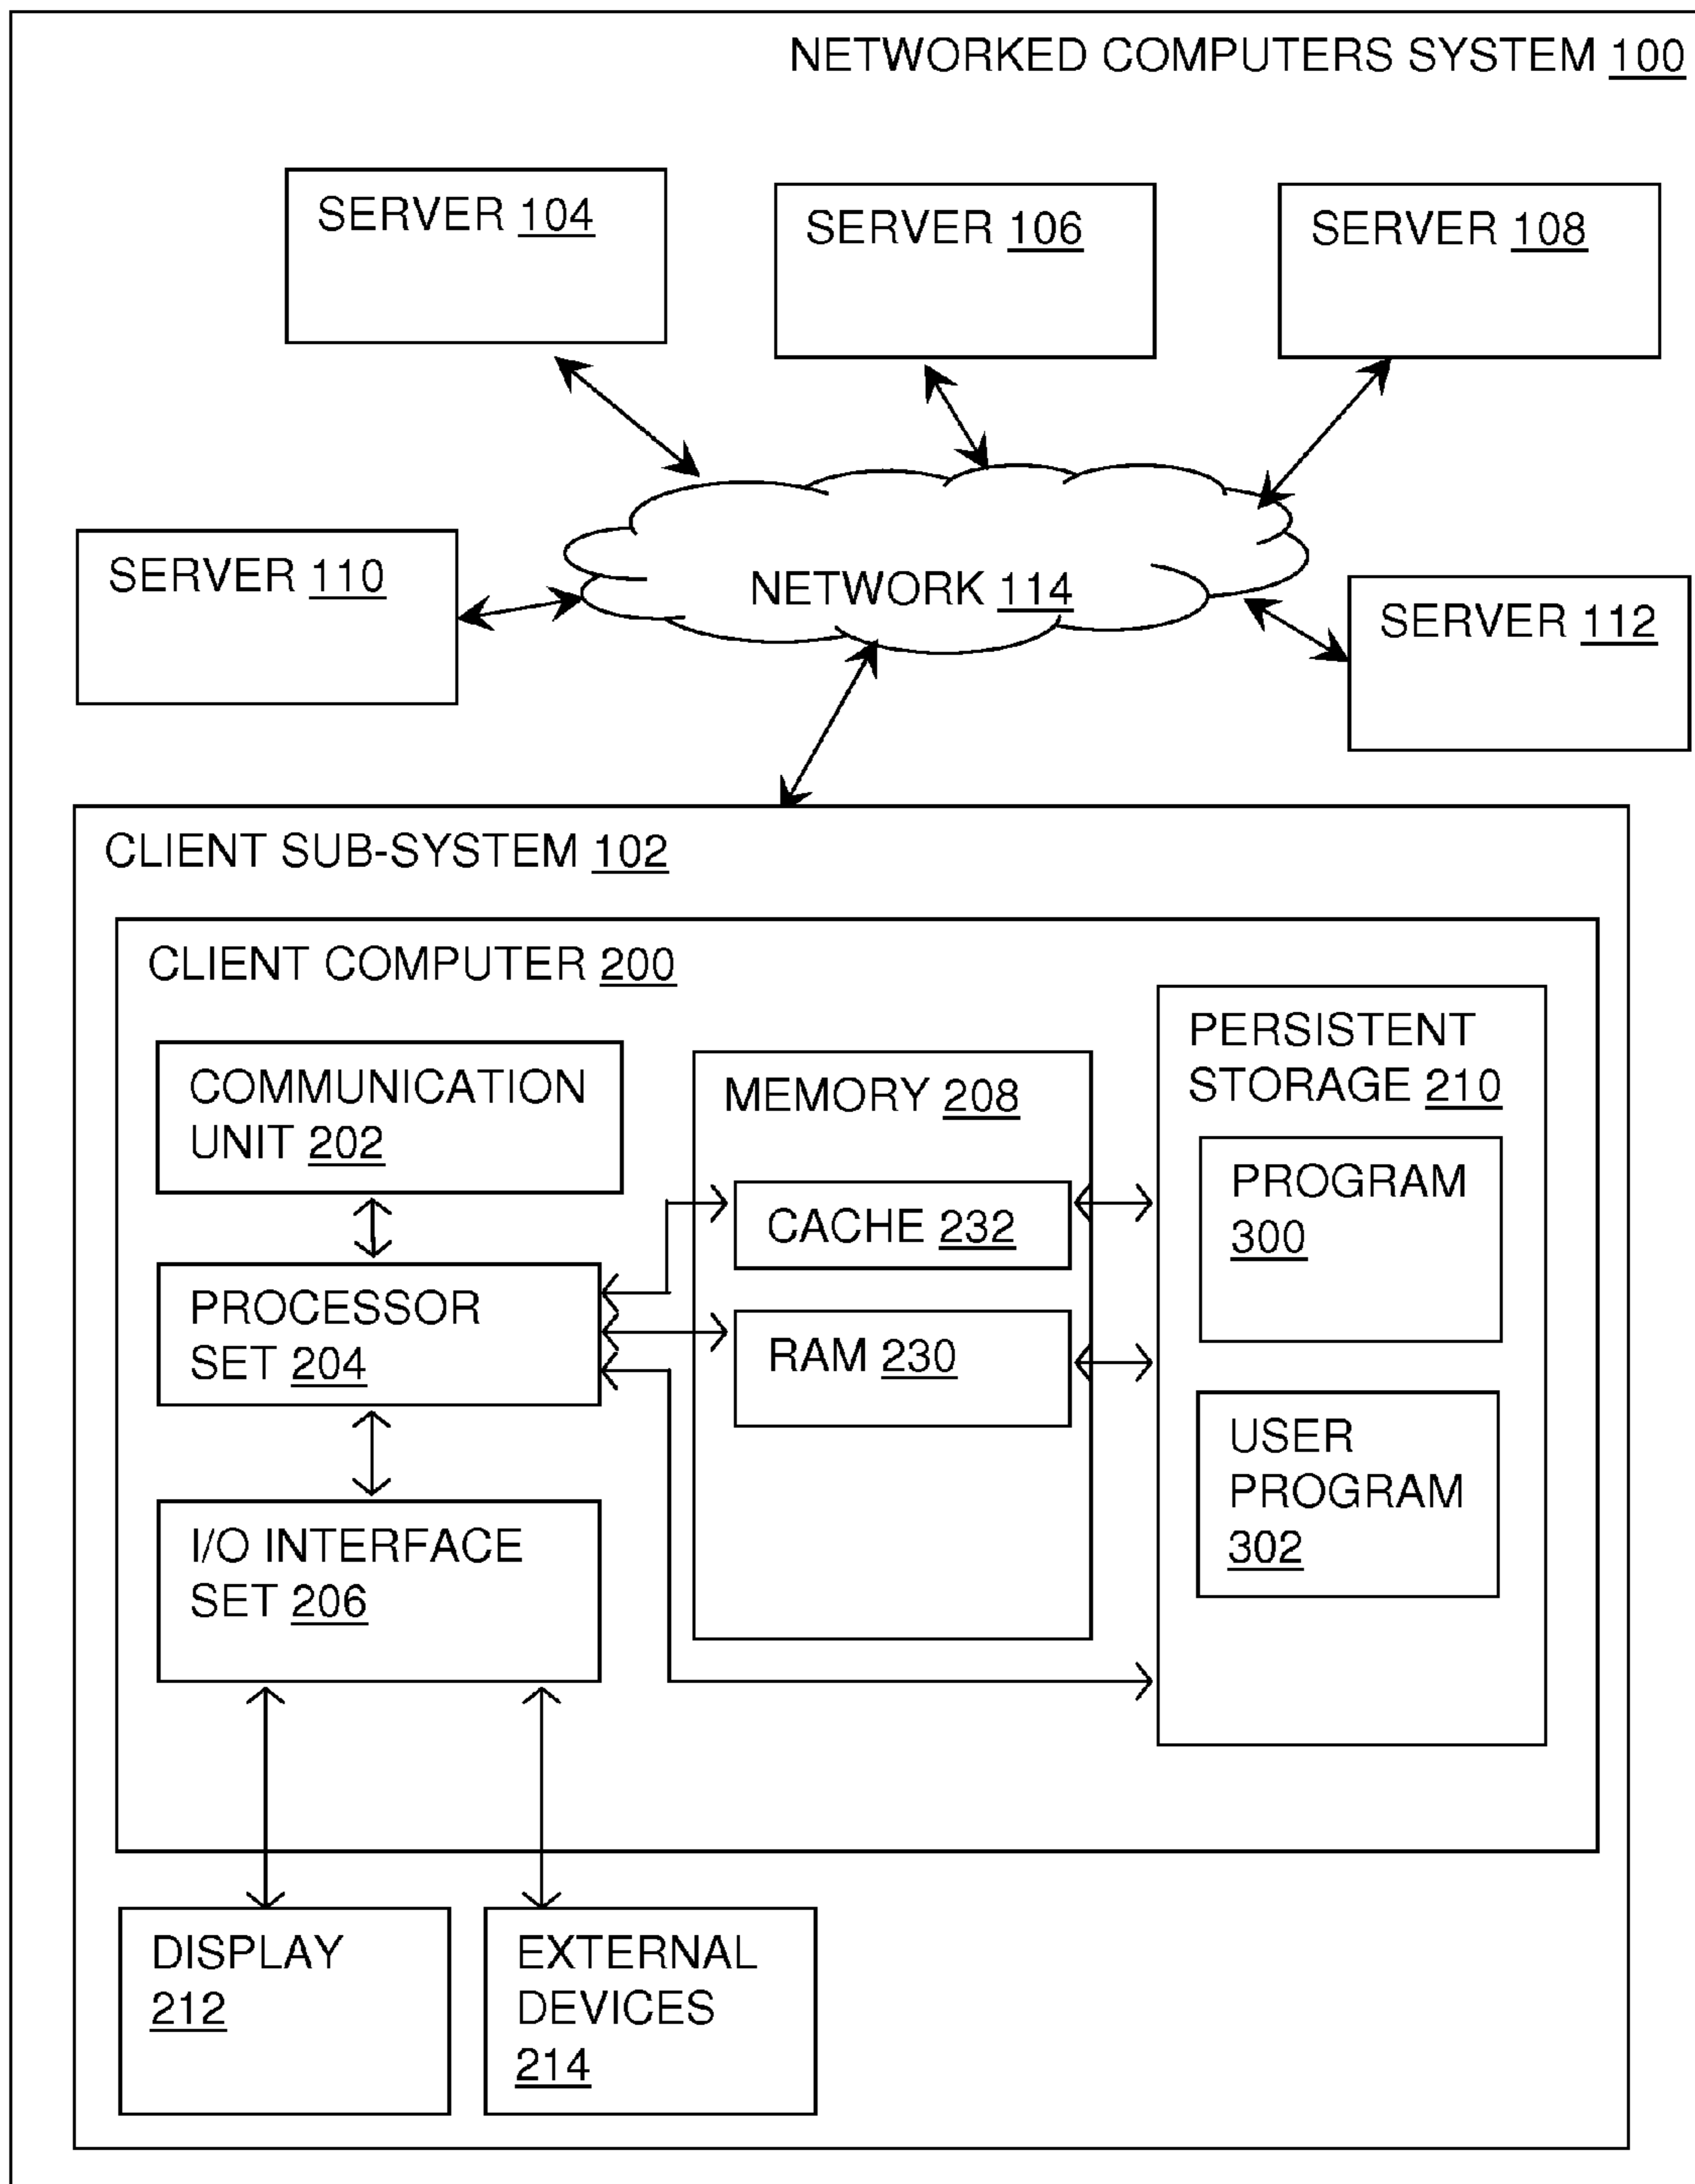 NETWORKED COMPUTERS SYSTEM 100
SERVER 104
SERVER 106
SERVER 108
SERVER 110
NETWORK 114
SERVER 112
CLIENT SUB-SYSTEM 102
CLIENT COMPUTER 200
COMMUNICATION
UNIT 202
PROCESSOR
SET 204
I/O INTERFACE
SET 206
MEMORY 208
CACHE 232
RAM 230
PERSISTENT
STORAGE 210
PROGRAM
300
USER
PROGRAM
302
DISPLAY
212
EXTERNAL
DEVICES
214